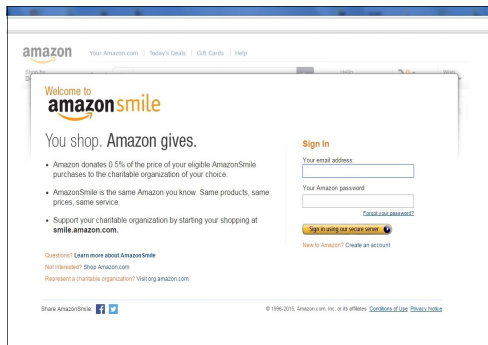 amazon
Your Amazon.com | Today's Deals | Gift Cards | Help
Welcome to
amazonsmile
You shop. Amazon gives.
• Amazon donates 0.5% of the price of your eligible AmazonSmile
purchases to the charitable organization of your choice.
• AmazonSmile is the same Amazon you know. Same products, same
prices, same service.
• Support your charitable organization by starting your shopping at
smile.amazon.com.
Questions? Learn more about AmazonSmile
Not interested? Shop Amazon.com
Represent a charitable organization? Visit org.amazon.com
Sign In
Your email address:
Your Amazon password:
Forgot your password?
Sign in using our secure server
New to Amazon? Create an account
Share AmazonSmile:
© 1996-2015, Amazon.com, Inc. or its affiliates. Conditions of Use Privacy Notice